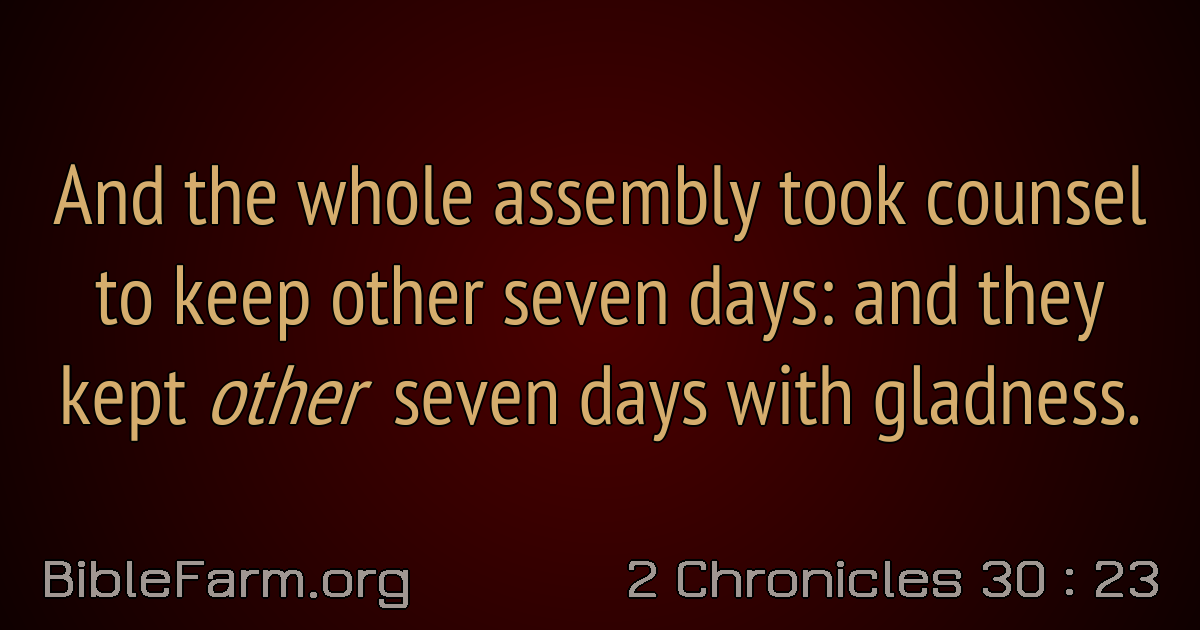 And the whole assembly took counsel
to keep other seven days: and they
kept other seven days with gladness.
BibleFarm.org
2 Chronicles 30 : 23